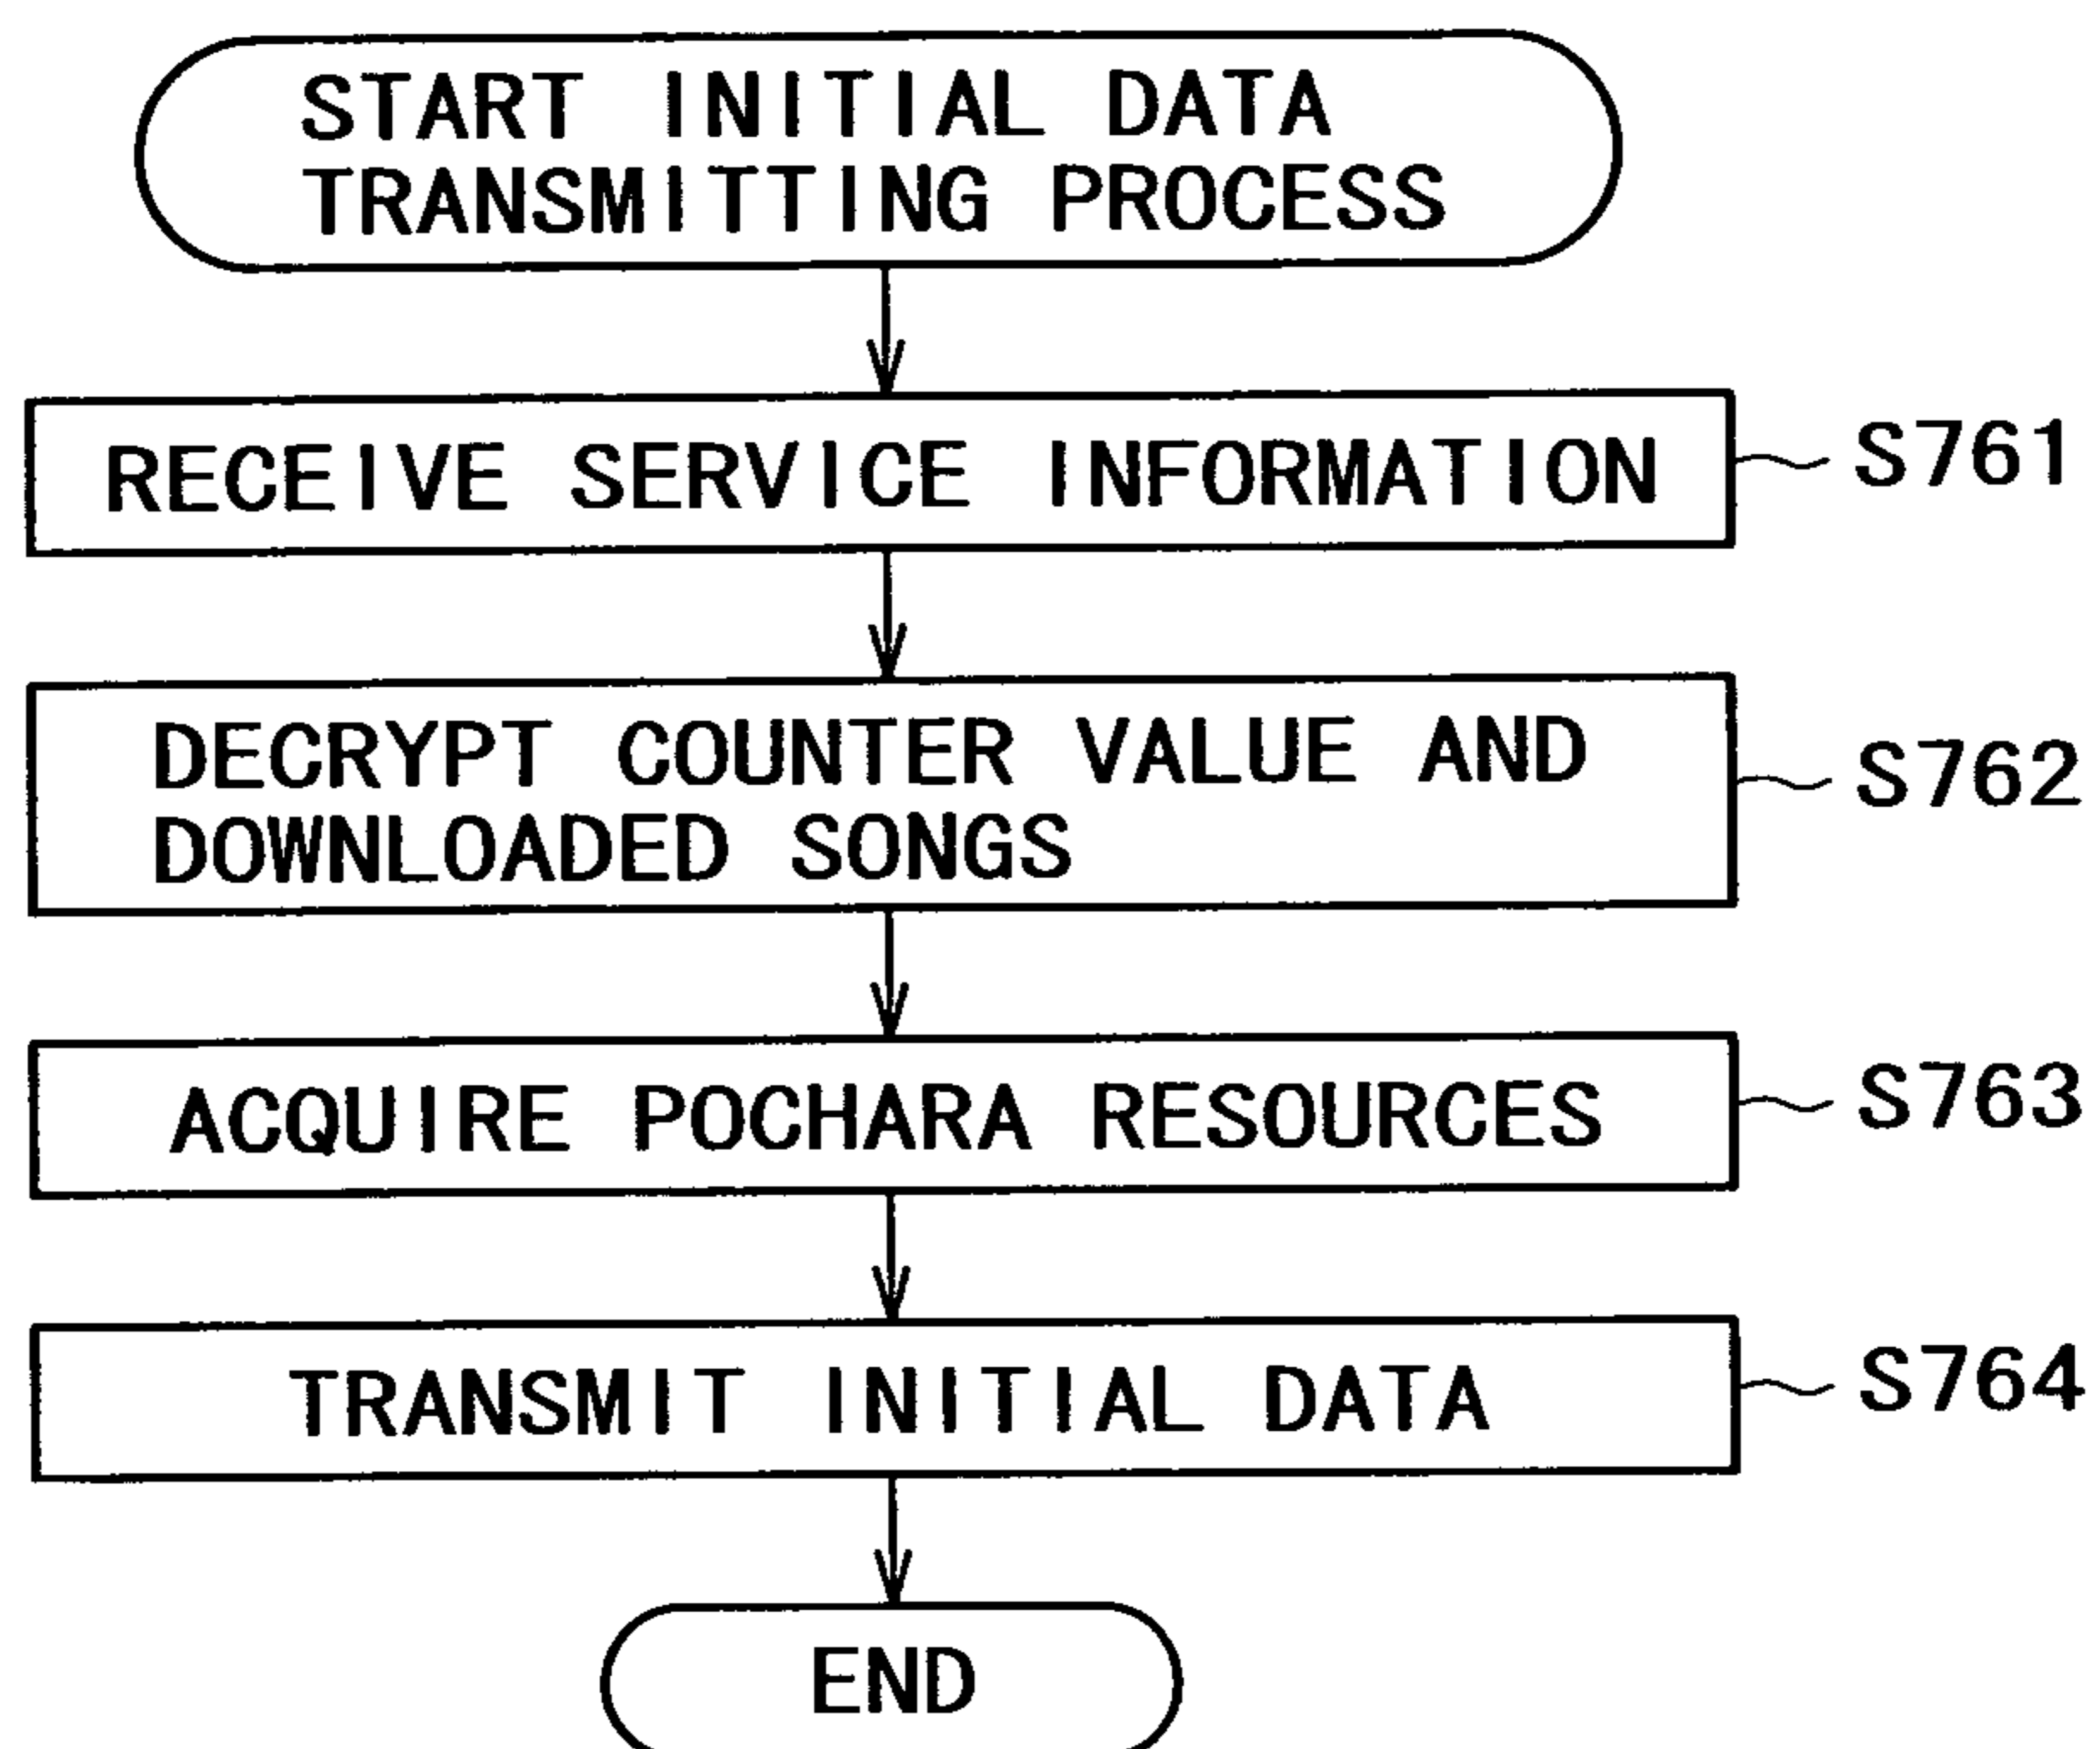 START INITIAL DATA
TRANSMITTING PROCESS
RECEIVE SERVICE INFORMATION
S761
DECRYPT COUNTER VALUE AND
DOWNLOADED SONGS
S762
ACQUIRE POCHARA RESOURCES
S763
TRANSMIT INITIAL DATA
S764
END